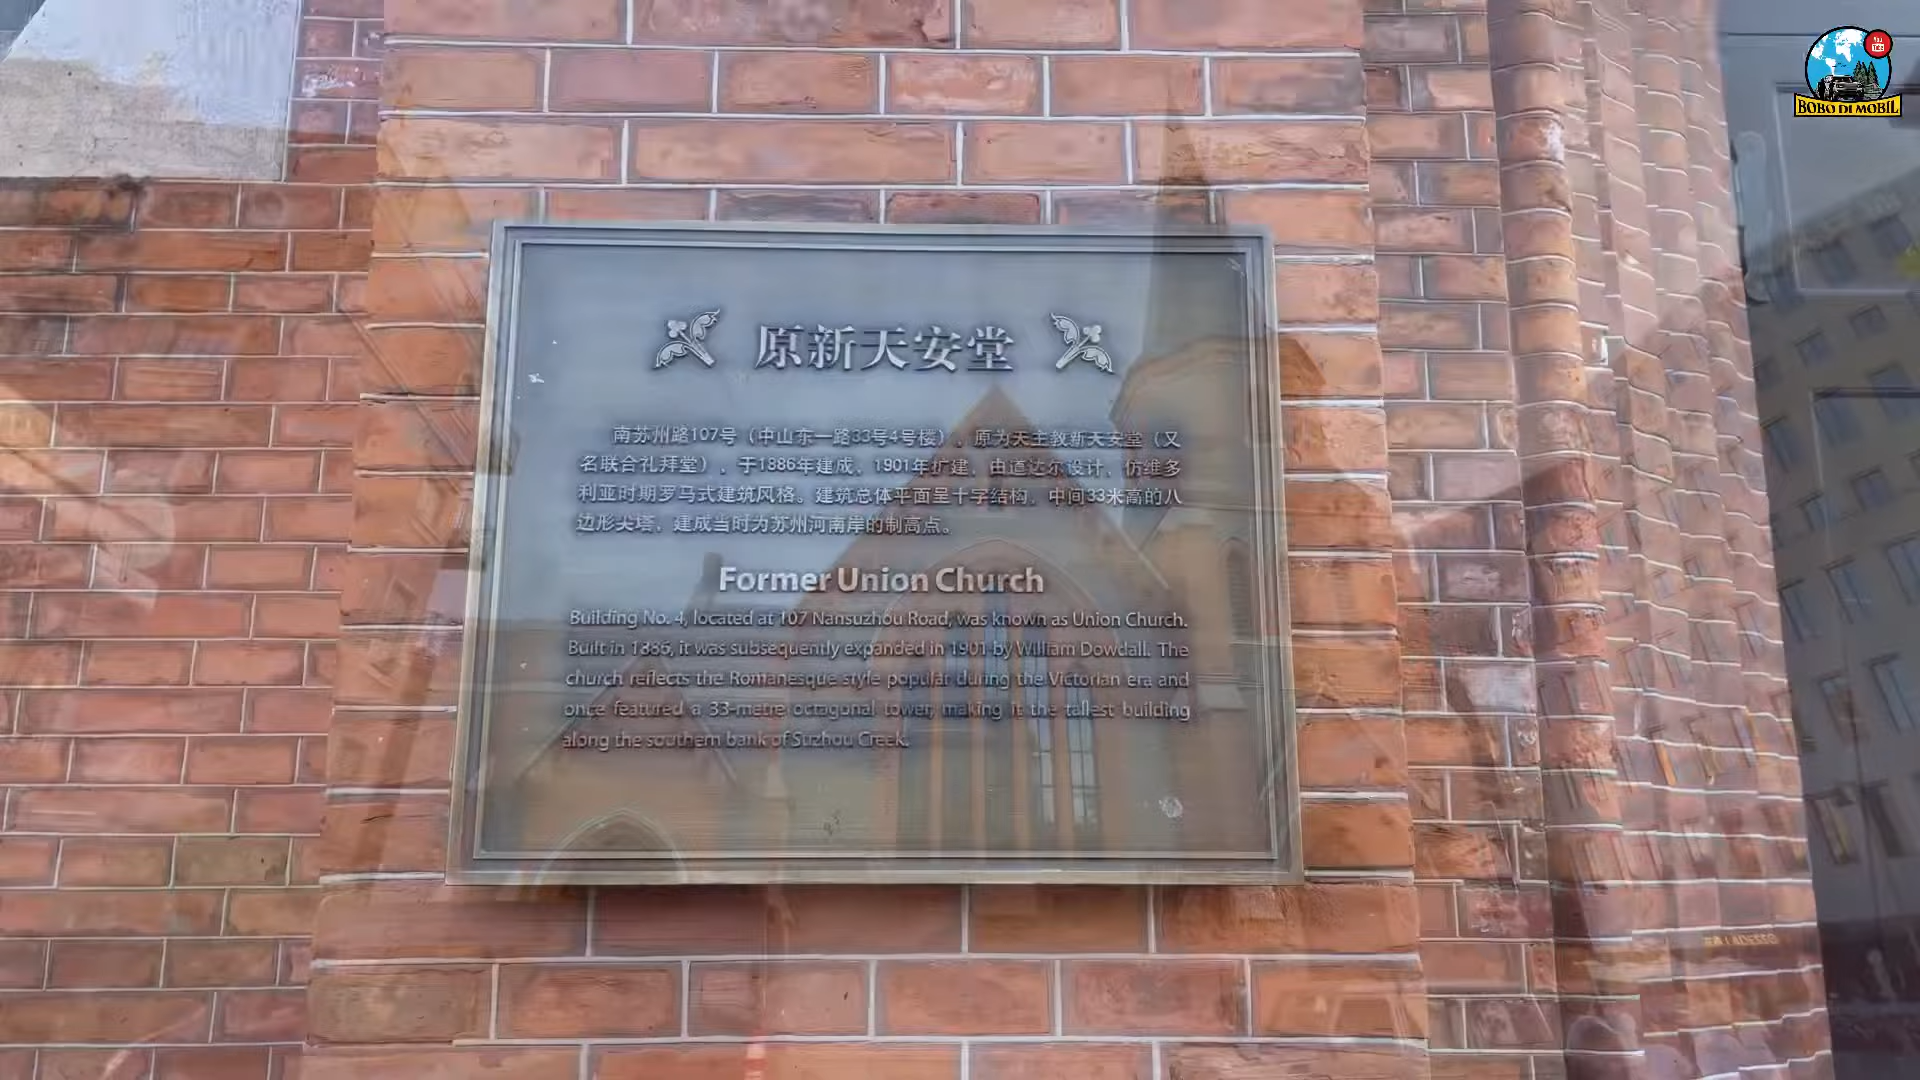 原新天安堂
南苏州路107号（中山东一路33号4号楼），原为天主教新天安堂（又
名联合礼拜堂），于1886年建成，1901年扩建，由道达尔设计，仿维多
利亚时期罗马式建筑风格。建筑总体平面呈十字结构，中间33米高的八
边形尖塔，建成当时为苏州河南岸的制高点。
Former Union Church
Building No. 4, located at 107 Nansuzhou Road, was known as Union Church.
Built in 1886, it was subsequently expanded in 1901 by William Dowdall. The
church reflects the Romanesque style popular during the Victorian era and
once featured a 33-metre octagonal tower, making it the tallest building
along the southern bank of Suzhou Creek.
You
Tube
BOBO DI MOBIL